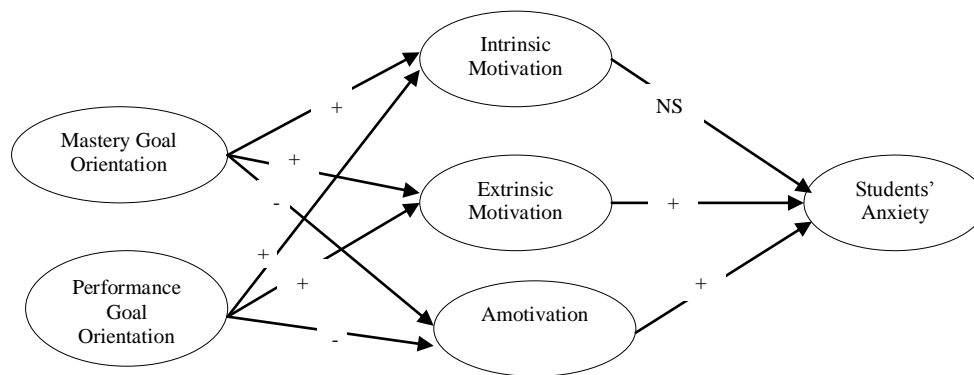 Intrinsic
Motivation
NS
+
Mastery Goal
Orientation
+
-
Extrinsic
Motivation
+
Students’
Anxiety
+
+
+
Performance
Goal
Orientation
-
Amotivation